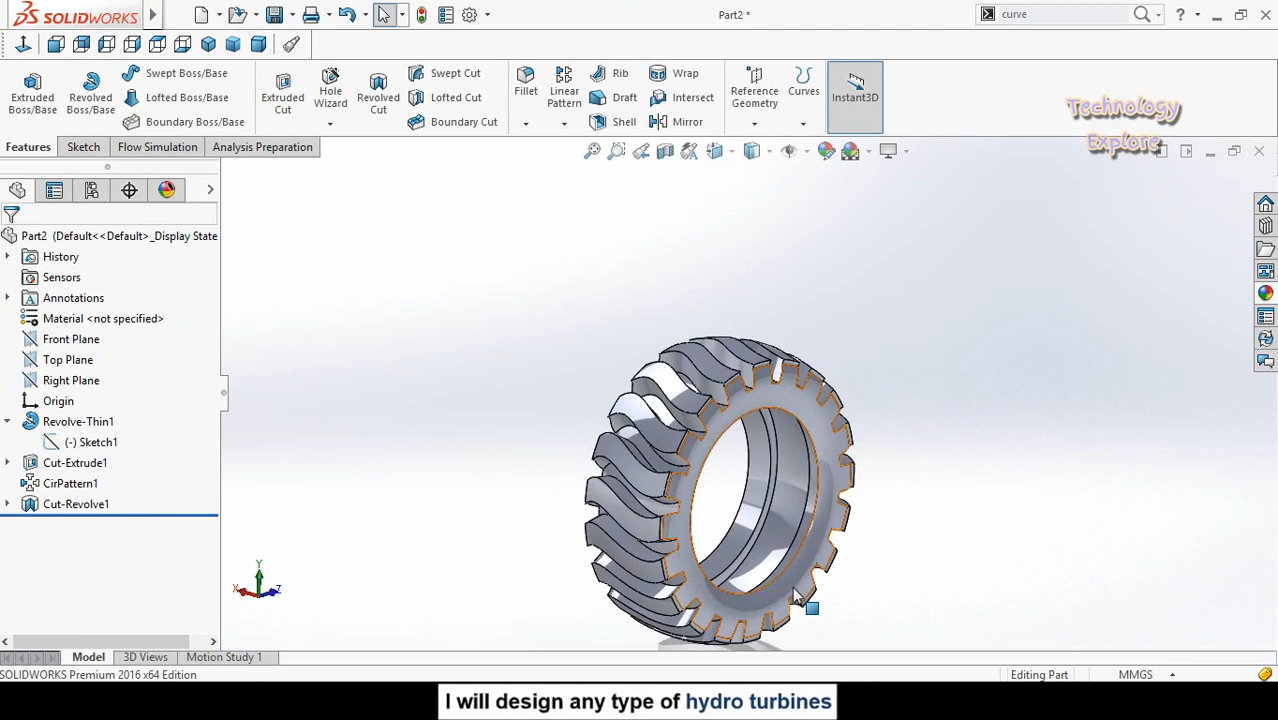 SOLIDWORKS
Part2 *
curve
Extruded Boss/Base
Revolved Boss/Base
Swept Boss/Base
Lofted Boss/Base
Boundary Boss/Base
Extruded Cut
Hole Wizard
Revolved Cut
Swept Cut
Lofted Cut
Boundary Cut
Fillet
Linear Pattern
Rib
Draft
Shell
Wrap
Intersect
Mirror
Reference Geometry
Curves
Instant3D
Technology
Explore
Features
Sketch
Flow Simulation
Analysis Preparation
Part2 (Default<<Default>_Display State
History
Sensors
Annotations
Material <not specified>
Front Plane
Top Plane
Right Plane
Origin
Revolve-Thin1
(-) Sketch1
Cut-Extrude1
CirPattern1
Cut-Revolve1
Y
X
Z
Model
3D Views
Motion Study 1
SOLIDWORKS Premium 2016 x64 Edition
Editing Part
MMGS
I will design any type of hydro turbines